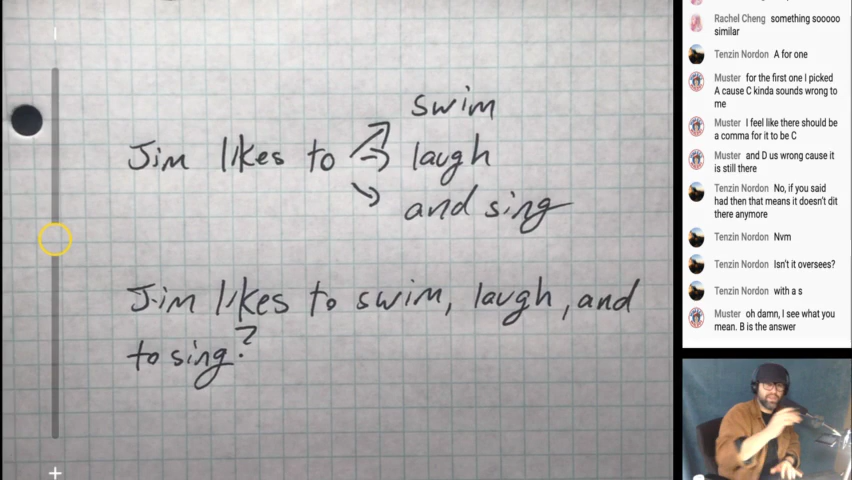 swim
Jim likes to laugh
and sing
Jim likes to swim, laugh, and
to sing?
Rachel Cheng something sooooo
similar
Tenzin Nordon A for one
Muster for the first one I picked
A cause C kinda sounds wrong to
me
Muster I feel like there should be
a comma for it to be C
Muster and D us wrong cause it
is still there
Tenzin Nordon No, if you said
had then that means it doesn't dit
there anymore
Tenzin Nordon Nvm
Tenzin Nordon Isn't it oversees?
Tenzin Nordon with a s
Muster oh damn, I see what you
mean. B is the answer